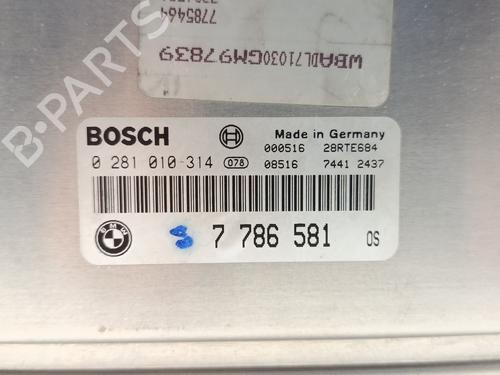 7785464
WBADL71030GM97839
BOSCH
Made in Germany
0 281 010-314 078
000516 28RTE684
08516 7441 2437
BMW
7 786 581 OS
B-PARTS